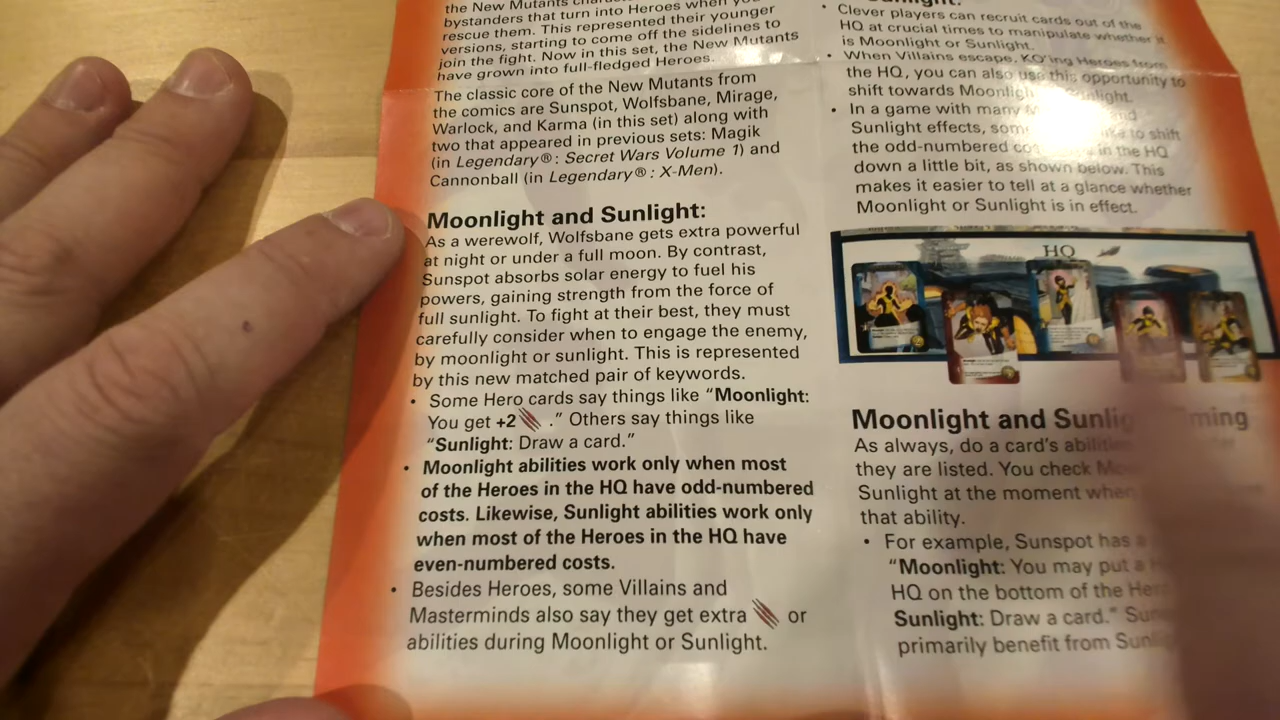 the New Mutants
bystanders that turn into Heroes when you
rescue them. This represented their younger
versions, starting to come off the sidelines to
join the fight. Now in this set, the New Mutants
have grown into full-fledged Heroes.
The classic core of the New Mutants from
the comics are Sunspot, Wolfsbane, Mirage,
Warlock, and Karma (in this set) along with
two that appeared in previous sets: Magik
(in Legendary®: Secret Wars Volume 1) and
Cannonball (in Legendary®: X-Men).
Moonlight and Sunlight:
As a werewolf, Wolfsbane gets extra powerful
at night or under a full moon. By contrast,
Sunspot absorbs solar energy to fuel his
powers, gaining strength from the force of
full sunlight. To fight at their best, they must
carefully consider when to engage the enemy,
by moonlight or sunlight. This is represented
by this new matched pair of keywords.
• Some Hero cards say things like “Moonlight:
You get +2 .” Others say things like
“Sunlight: Draw a card.”
• Moonlight abilities work only when most
of the Heroes in the HQ have odd-numbered
costs. Likewise, Sunlight abilities work only
when most of the Heroes in the HQ have
even-numbered costs.
• Besides Heroes, some Villains and
Masterminds also say they get extra or
abilities during Moonlight or Sunlight.
• Clever players can recruit cards out of the
HQ at crucial times to manipulate whether it
is Moonlight or Sunlight.
• When Villains escape, KO'ing Heroes from
the HQ, you can also use this opportunity to
shift towards Moonlight Sunlight.
• In a game with many and
Sunlight effects, to shift
the odd-numbered in the HQ
down a little bit, as shown below. This
makes it easier to tell at a glance whether
Moonlight or Sunlight is in effect.
HQ
Moonlight and Timing
As always, do a card's
they are listed. You check
Sunlight at the moment
that ability.
• For example, Sunspot has a
“Moonlight: You may put a
HQ on the bottom of the
Sunlight: Draw a card.”
primarily benefit from